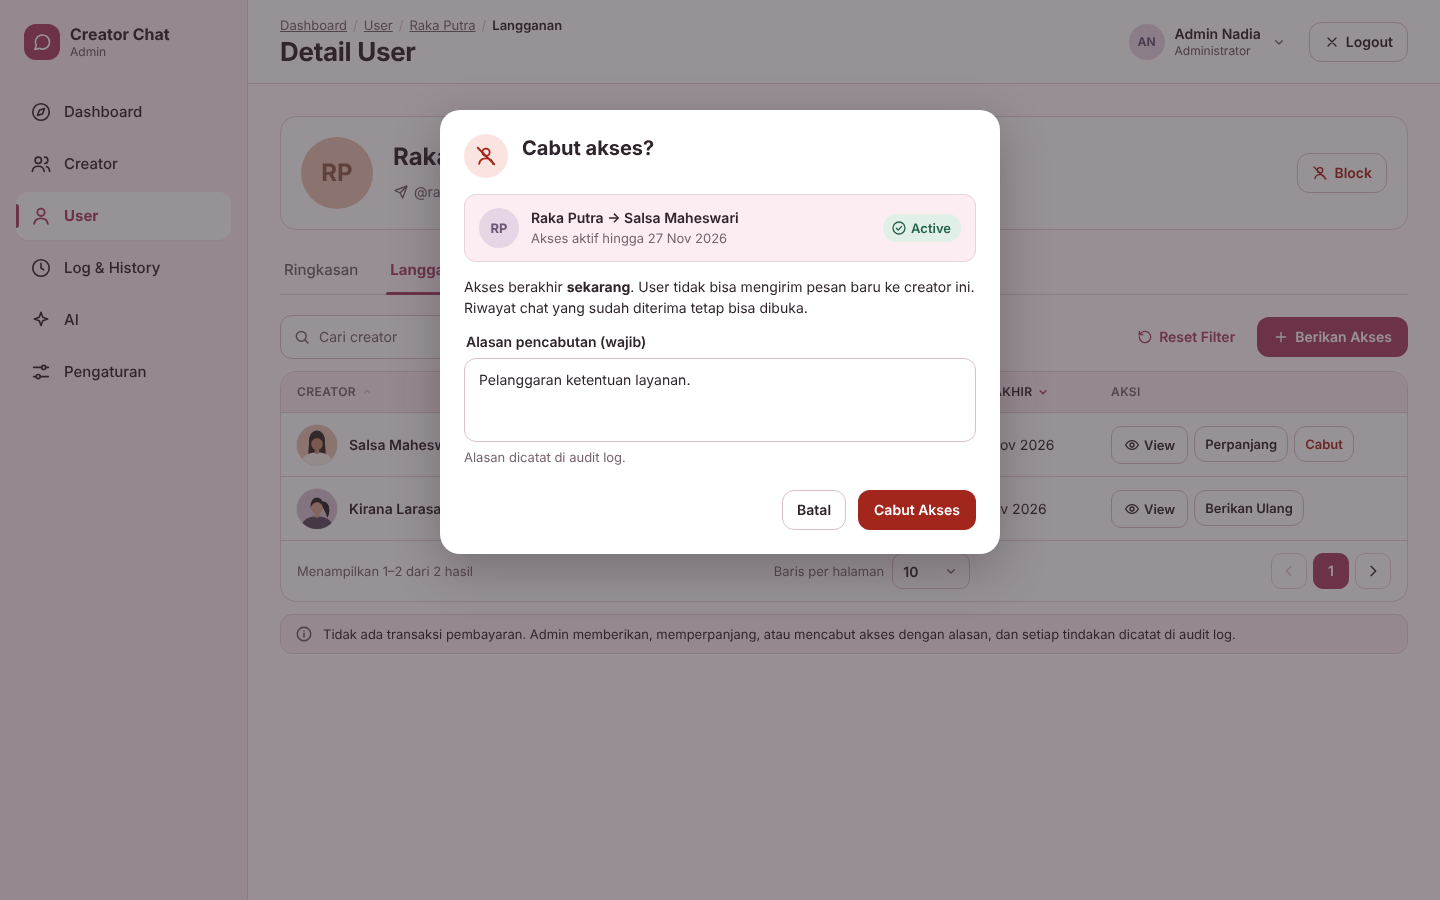 Creator Chat
Admin
Dashboard
Creator
User
Log & History
AI
Pengaturan
Dashboard / User / Raka Putra / Langganan
Detail User
AN
Admin Nadia
Administrator
Logout
RP
Block
Ringkasan
Cari creator
Reset Filter
Berikan Akses
CREATOR
AKSI
View
Perpanjang
Cabut
2026
View
Berikan Ulang
2026
Menampilkan 1–2 dari 2 hasil
Baris per halaman
10
1
Tidak ada transaksi pembayaran. Admin memberikan, memperpanjang, atau mencabut akses dengan alasan, dan setiap tindakan dicatat di audit log.
Cabut akses?
RP
Raka Putra → Salsa Maheswari
Akses aktif hingga 27 Nov 2026
Active
Akses berakhir sekarang. User tidak bisa mengirim pesan baru ke creator ini.
Riwayat chat yang sudah diterima tetap bisa dibuka.
Alasan pencabutan (wajib)
Pelanggaran ketentuan layanan.
Alasan dicatat di audit log.
Batal
Cabut Akses